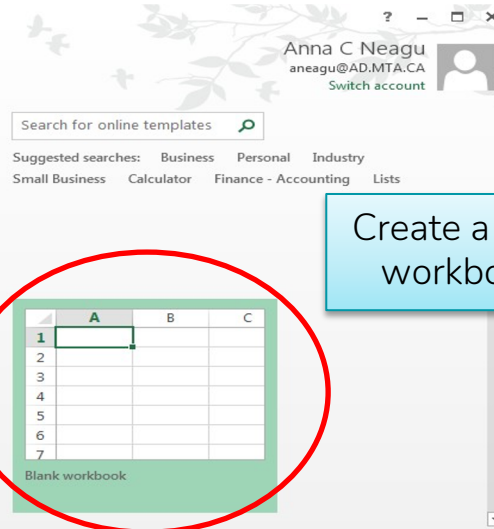 ? – □ ×
Anna C Neagu
aneagu@AD.MTA.CA
Switch account
Search for online templates
Suggested searches: Business Personal Industry
Small Business Calculator Finance - Accounting Lists
Create a
A B C
1
2
3
4
5
6
7
Blank workbook